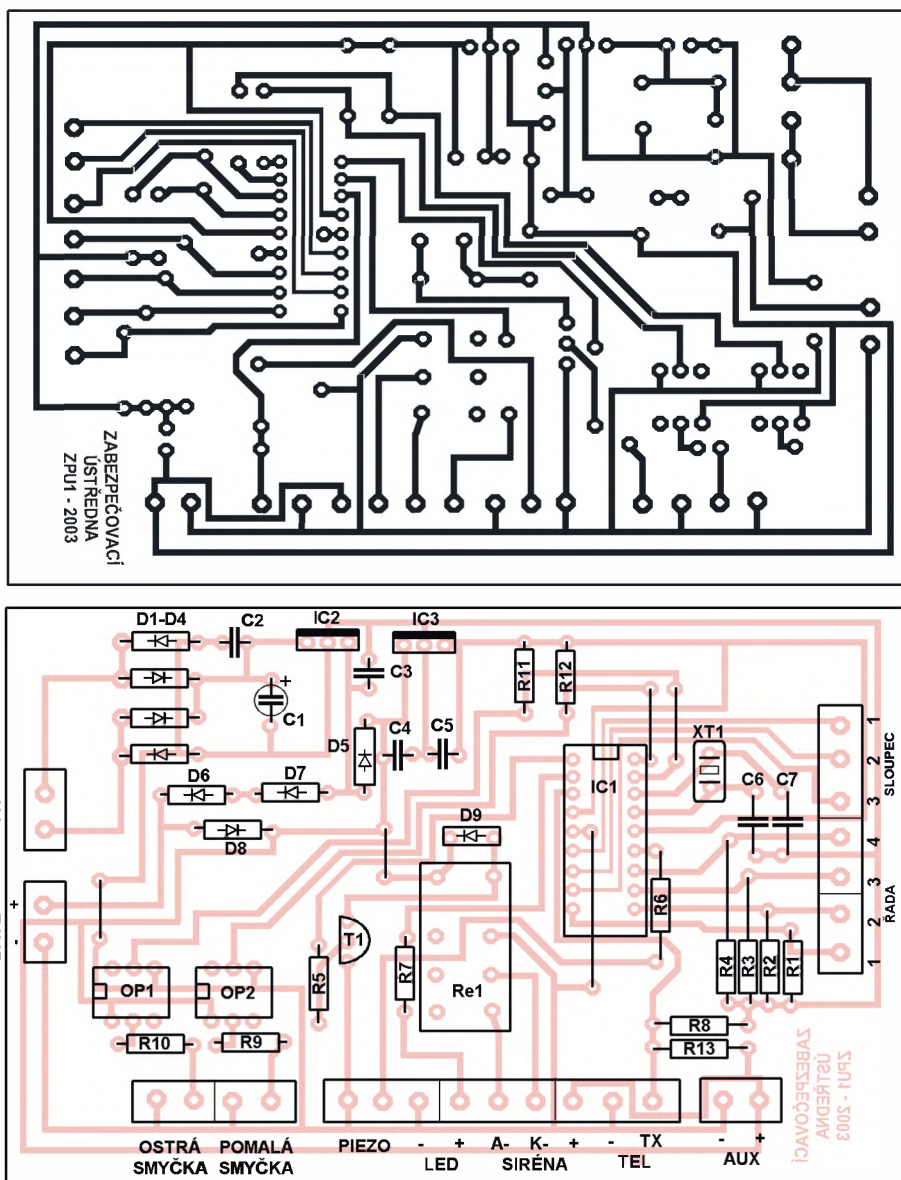 ZABEZPEČOVACÍ
ÚSTŘEDNA
ZPU1 - 2003
D1-D4
C2
IC2
IC3
C3
R11
R12
+
C1
D5
C4
C5
XT1
1
2
3
SLOUPEC
D6
D7
IC1
C6
C7
D8
D9
4
3
2
1
ŘADA
+
-
T1
R6
R5
R7
Re1
R4
R3
R2
R1
OP1
OP2
R10
R9
R8
R13
ZABEZPEČOVACÍ
ÚSTŘEDNA
ZPU1 - 2003
OSTRÁ
SMYČKA
POMALÁ
SMYČKA
PIEZO
- +
LED
A- K- +
SIRÉNA
- TX
TEL
- +
AUX